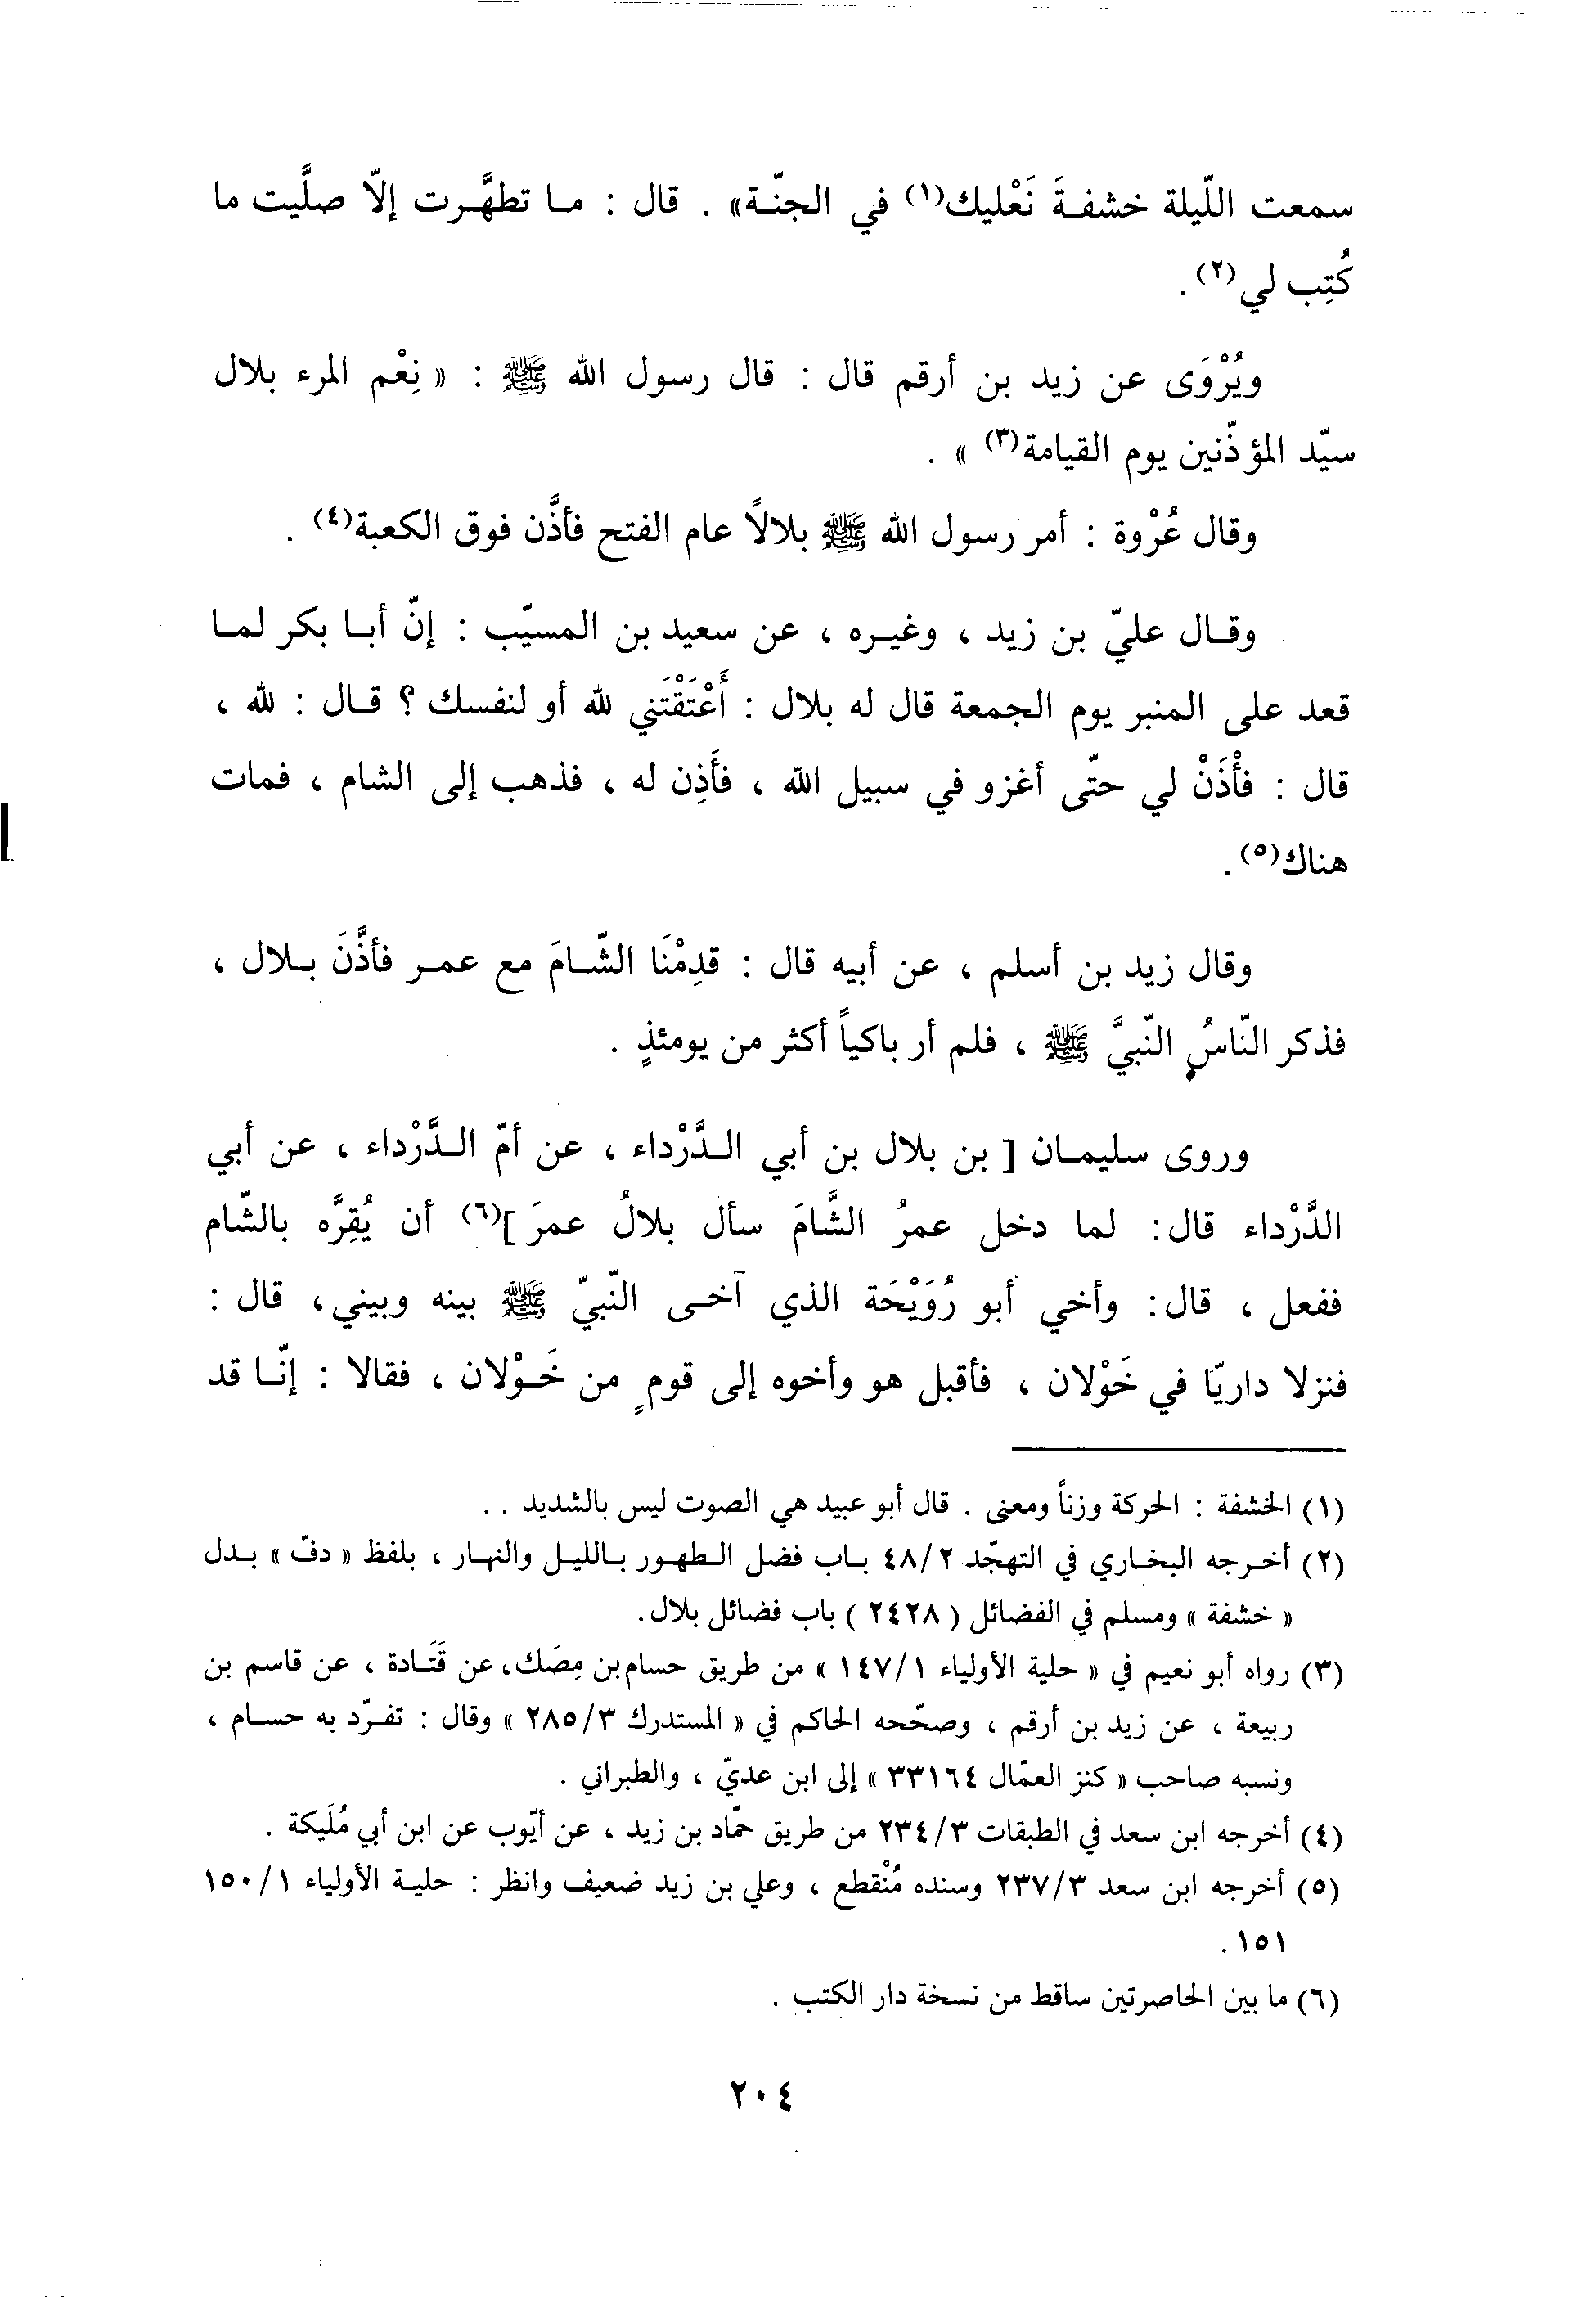 سمعت اللّيلة خشفةَ نَعْليك(١) في الجنّة» . قال : ما تطهَّرت إلّا صلَّيت ما
كُتِب لي(٢) .
ويُرْوَى عن زيد بن أرقم قال : قال رسول الله ﷺ : « نِعْم المرء بلال
سيّد المؤذّنين يوم القيامة(٣) » .
وقال عُرْوة : أمر رسول الله ﷺ بلالاً عام الفتح فأذَّن فوق الكعبة(٤) .
وقال عليّ بن زيد ، وغيره ، عن سعيد بن المسيّب : إنّ أبا بكر لما
قعد على المنبر يوم الجمعة قال له بلال : أَعْتَقْتَني لله أو لنفسك ؟ قال : لله ،
قال : فأْذَنْ لي حتّى أغزو في سبيل الله ، فأَذِن له ، فذهب إلى الشام ، فمات
هناك(٥) .
وقال زيد بن أسلم ، عن أبيه قال : قدِمْنَا الشّامَ مع عمر فأذَّنَ بلال ،
فذكر النّاسُ النّبيَّ ﷺ ، فلم أر باكياً أكثر من يومئذٍ .
وروى سليمان [ بن بلال بن أبي الدَّرْداء ، عن أمّ الدَّرْداء ، عن أبي
الدَّرْداء قال : لما دخل عمرُ الشَّامَ سأل بلالُ عمرَ ](٦) أن يُقِرَّه بالشّام
ففعل ، قال : وأخي أبو رُوَيْحَة الذي آخى النّبيّ ﷺ بينه وبيني، قال :
فنزلا داريّا في خَوْلان ، فأقبل هو وأخوه إلى قومٍ من خَوْلان ، فقالا : إنّا قد
(١) الخشفة : الحركة وزناً ومعنى . قال أبو عبيد هي الصوت ليس بالشديد . .
(٢) أخرجه البخاري في التهجّد ٤٨/٢ باب فضل الطهور بالليل والنهار ، بلفظ « دفّ » بدل
« خشفة » ومسلم في الفضائل ( ٢٤٢٨ ) باب فضائل بلال .
(٣) رواه أبو نعيم في « حلية الأولياء ١٤٧/١ » من طريق حسام بن مِصَك، عن قَتَادة ، عن قاسم بن
ربيعة ، عن زيد بن أرقم ، وصحّحه الحاكم في « المستدرك ٢٨٥/٣ » وقال : تفرّد به حسام ،
ونسبه صاحب « كنز العمّال ٣٣١٦٤ » إلى ابن عديّ ، والطبراني .
(٤) أخرجه ابن سعد في الطبقات ٢٣٤/٣ من طريق حمّاد بن زيد ، عن أيّوب عن ابن أبي مُلَيكة .
(٥) أخرجه ابن سعد ٢٣٧/٣ وسنده مُنْقطع ، وعلي بن زيد ضعيف وانظر : حلية الأولياء ١٥٠/١
١٥١ .
(٦) ما بين الحاصرتين ساقط من نسخة دار الكتب .
٢٠٤